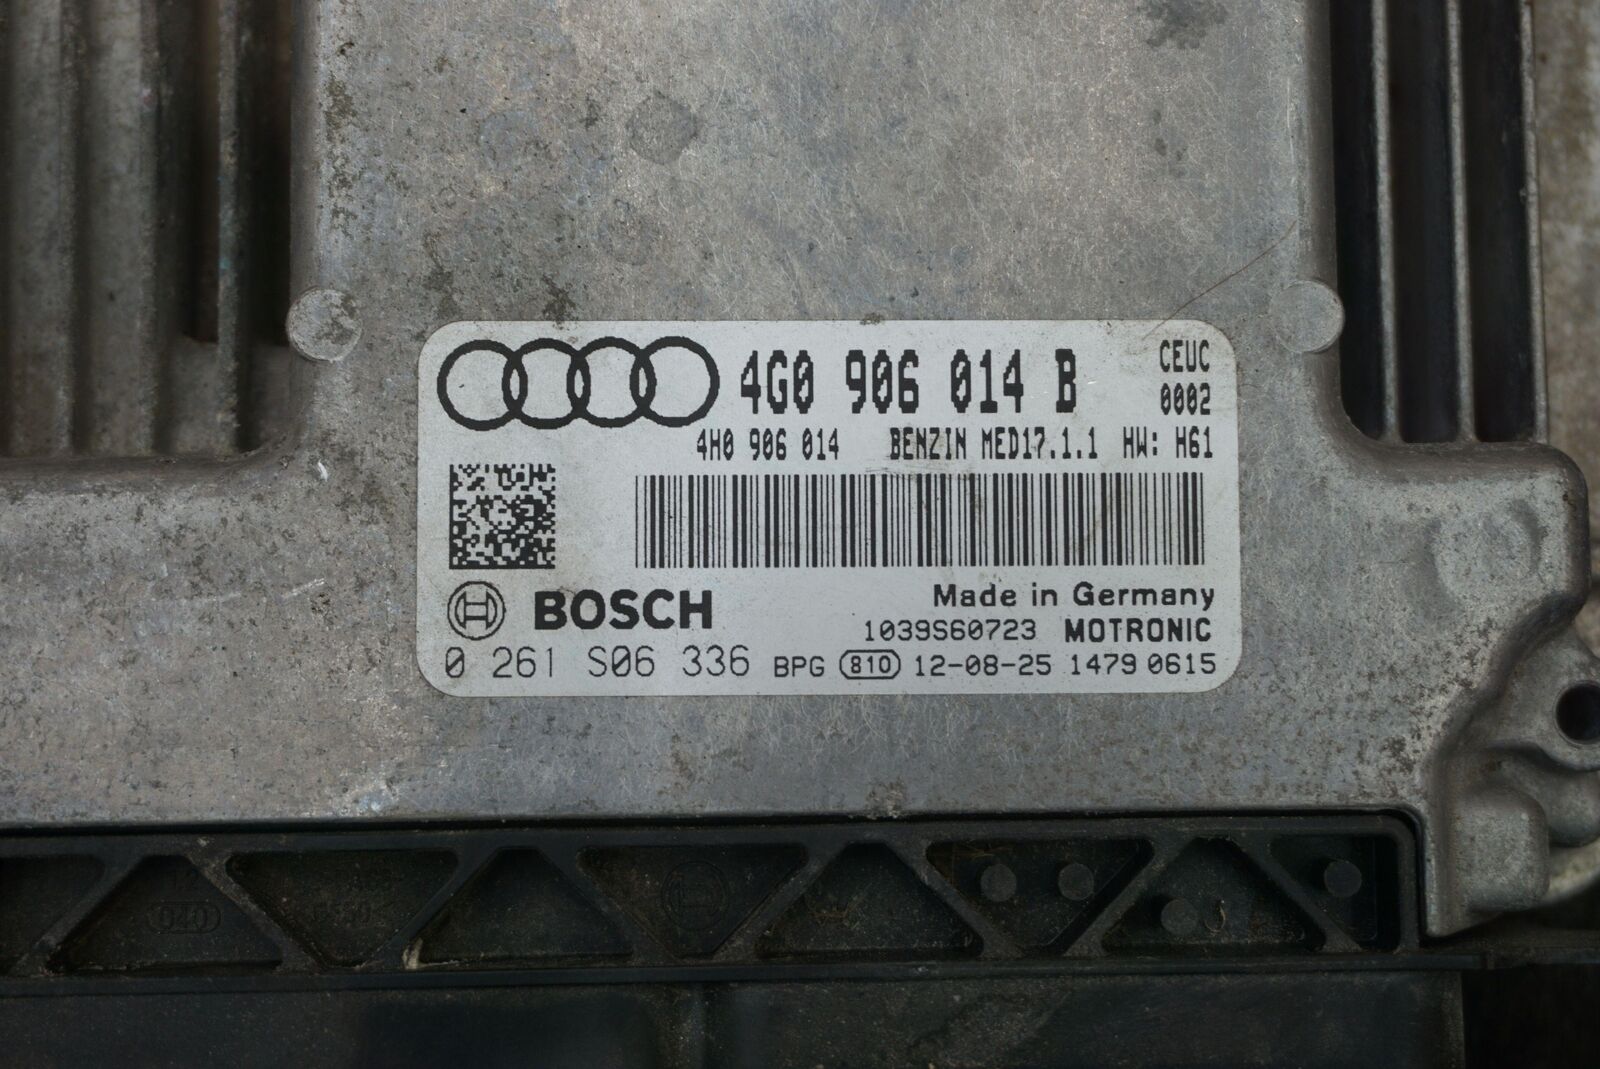 4G0 906 014 B
CEUC
0002
4H0 906 014 BENZIN MED17.1.1 HW: H61
BOSCH
Made in Germany
1039S60723 MOTRONIC
0 261 S06 336 BPG 810 12-08-25 1479 0615
040